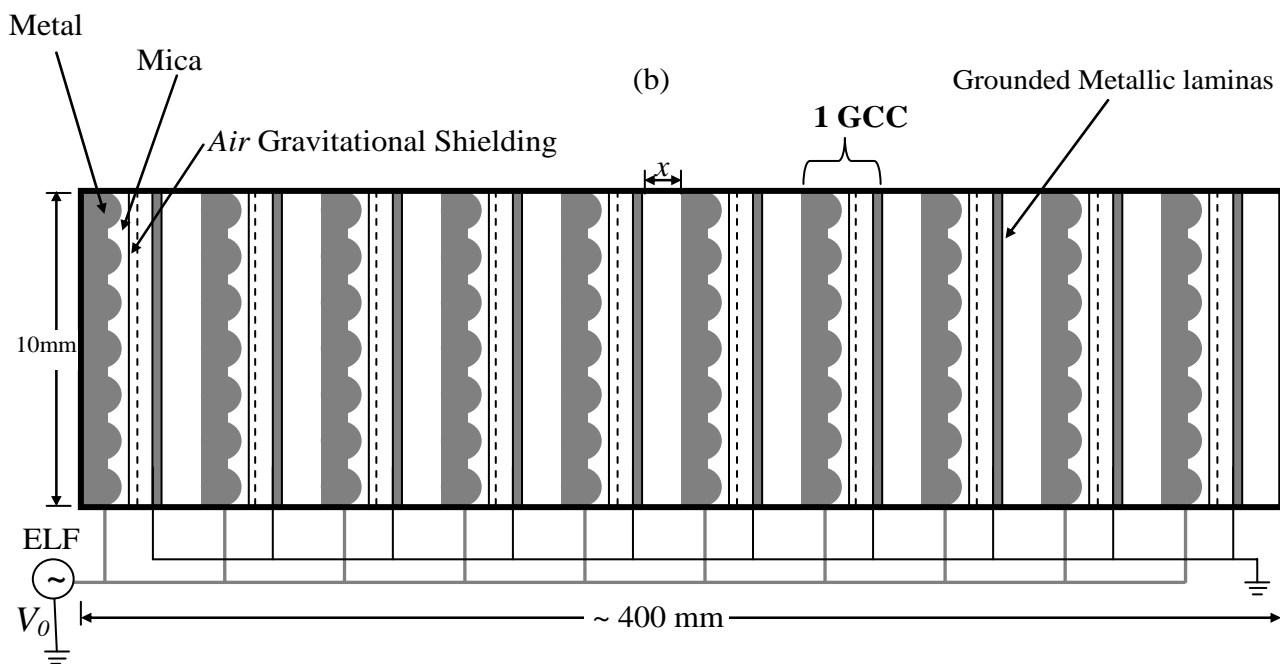 Metal
Mica
(b)
Grounded Metallic laminas
1 GCC
Air Gravitational Shielding
x
10mm
ELF
~
V0
~ 400 mm